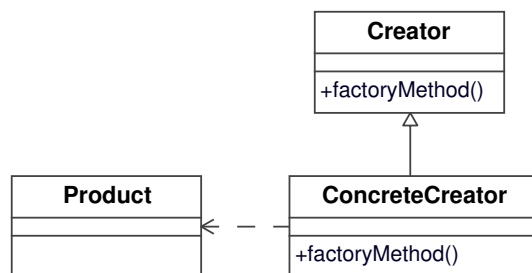 Creator
+factoryMethod()
Product
ConcreteCreator
+factoryMethod()